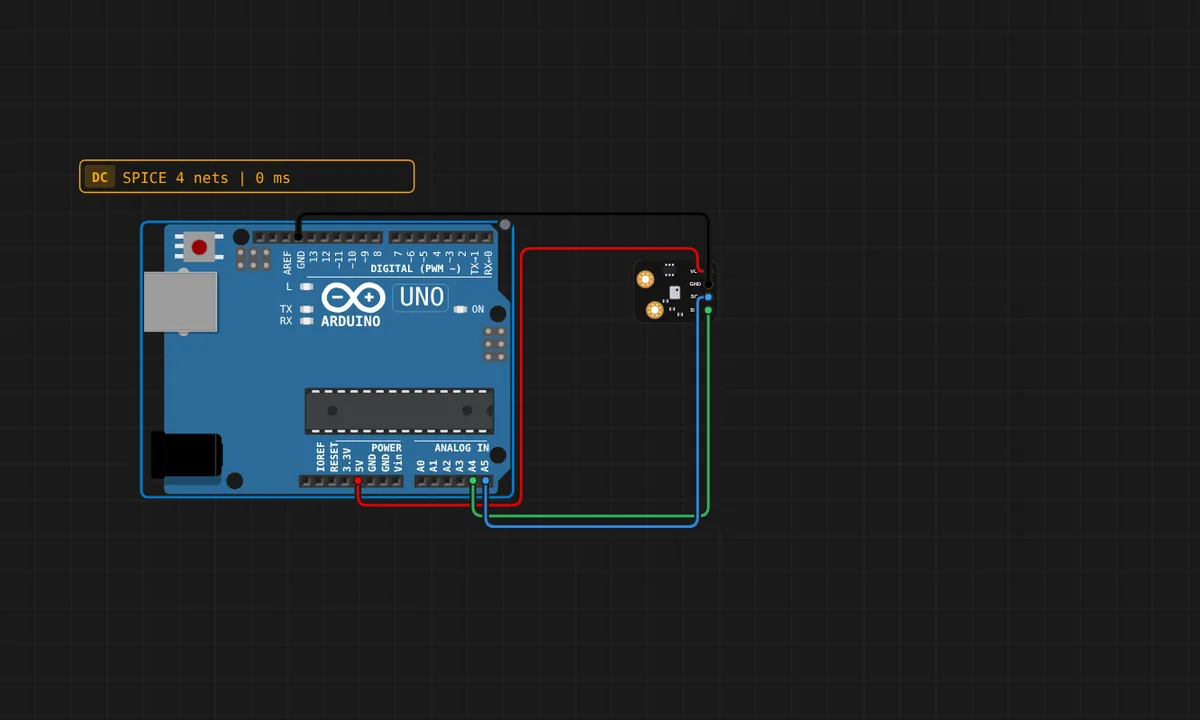 DC SPICE 4 nets | 0 ms
AREF GND 13 12 ~11 ~10 ~9 8 7 ~6 ~5 4 ~3 2 TX→1 RX←0
DIGITAL (PWM ~)
L
TX
RX
UNO
ON
ARDUINO
GND
POWER
ANALOG IN
IOREF RESET 3.3V 5V GND GND Vin A0 A1 A2 A3 A4 A5